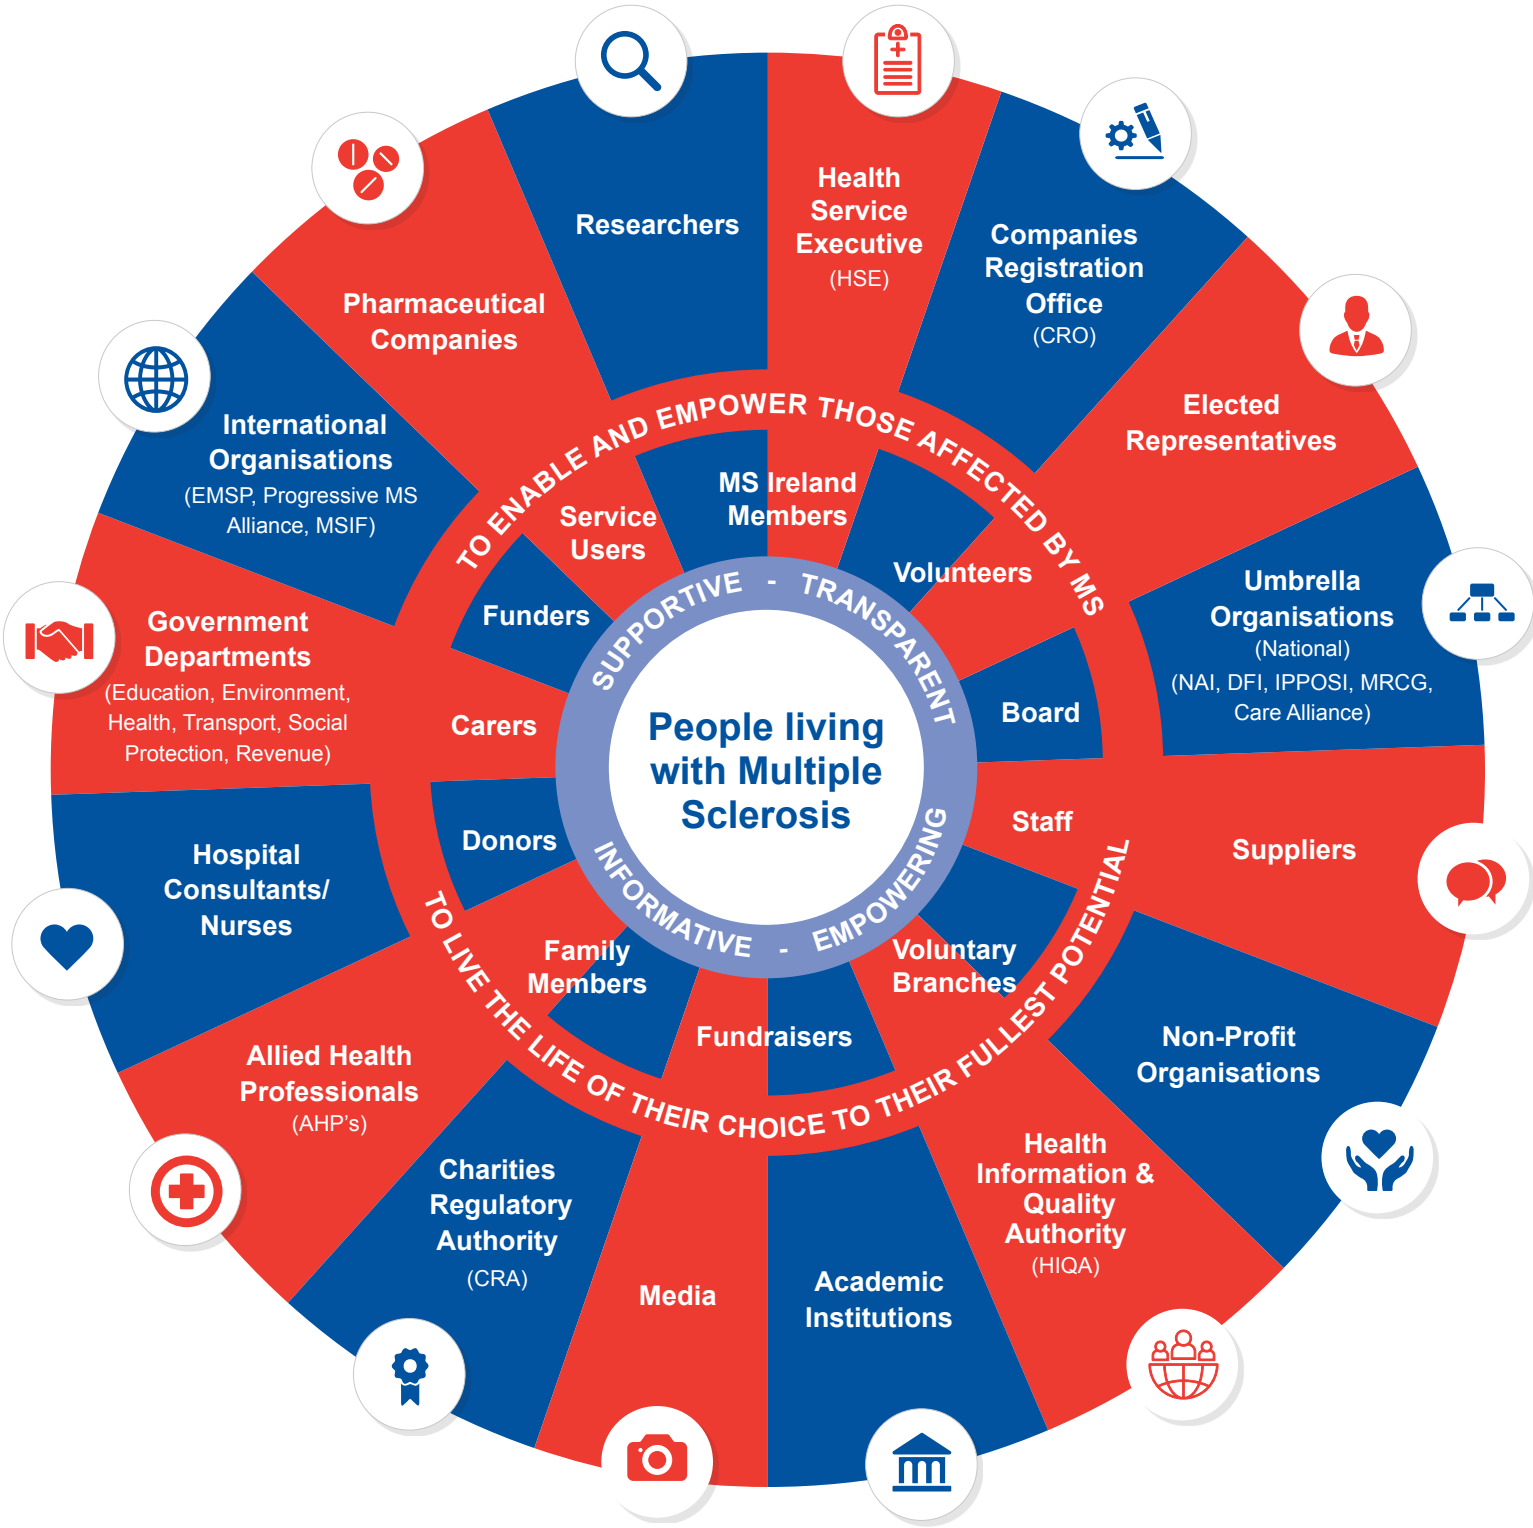 Researchers
Health
Service
Executive
(HSE)
Companies
Registration
Office
(CRO)
Elected
Representatives
Umbrella
Organisations
(National)
(NAI, DFI, IPPOSI, MRCG,
Care Alliance)
Suppliers
Non-Profit
Organisations
Health
Information &
Quality
Authority
(HIQA)
Academic
Institutions
Media
Charities
Regulatory
Authority
(CRA)
Allied Health
Professionals
(AHP's)
Hospital
Consultants/
Nurses
Government
Departments
(Education, Environment,
Health, Transport, Social
Protection, Revenue)
International
Organisations
(EMSP, Progressive MS
Alliance, MSIF)
Pharmaceutical
Companies
TO ENABLE AND EMPOWER THOSE AFFECTED BY MS
TO LIVE THE LIFE OF THEIR CHOICE TO THEIR FULLEST POTENTIAL
MS Ireland
Members
Volunteers
Board
Staff
Voluntary
Branches
Fundraisers
Family
Members
Donors
Carers
Funders
Service
Users
SUPPORTIVE - TRANSPARENT
INFORMATIVE - EMPOWERING
People living
with Multiple
Sclerosis